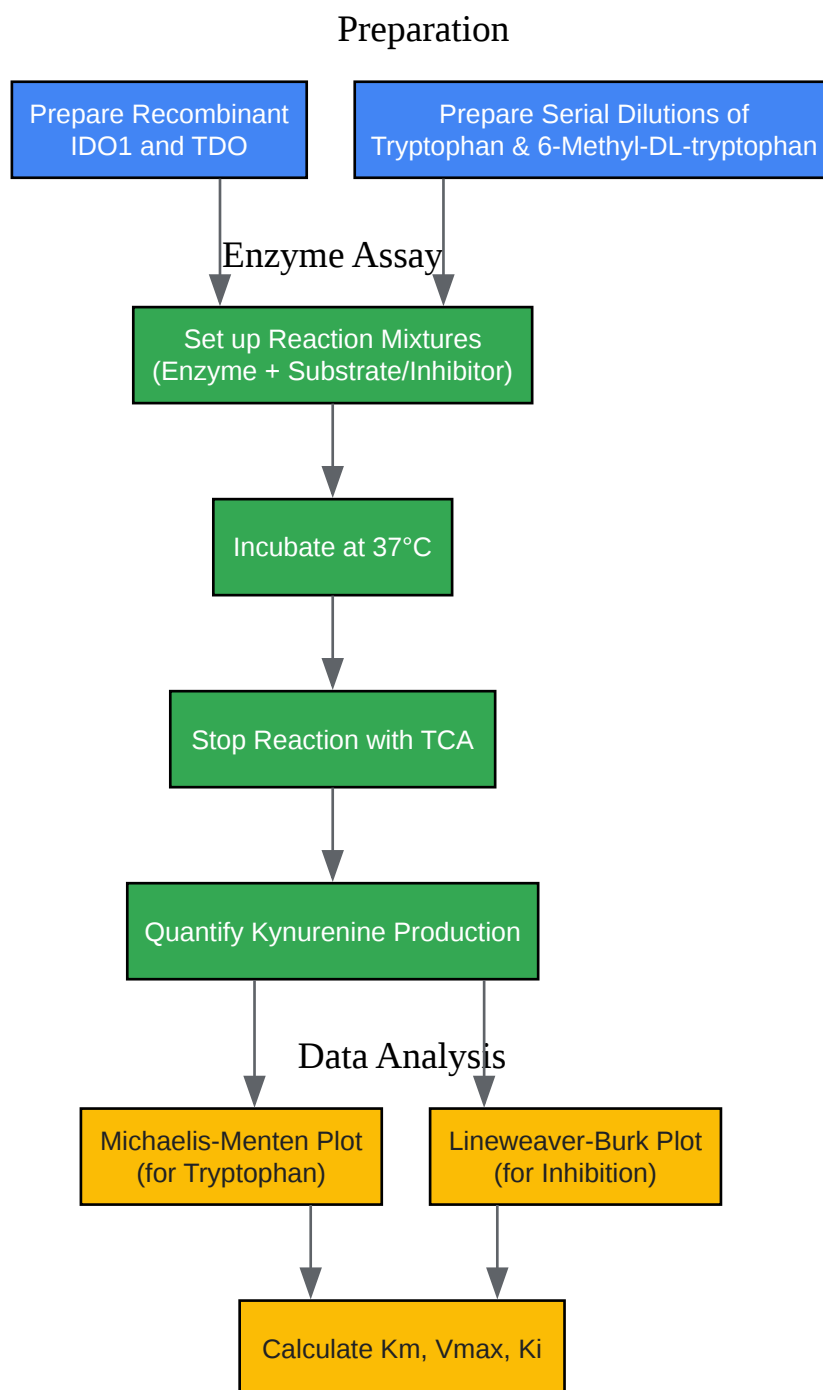 Preparation
Prepare Recombinant
IDO1 and TDO
Prepare Serial Dilutions of
Tryptophan & 6-Methyl-DL-tryptophan
Enzyme Assay
Set up Reaction Mixtures
(Enzyme + Substrate/Inhibitor)
Incubate at 37°C
Stop Reaction with TCA
Quantify Kynurenine Production
Data Analysis
Michaelis-Menten Plot
(for Tryptophan)
Lineweaver-Burk Plot
(for Inhibition)
Calculate Km, Vmax, Ki